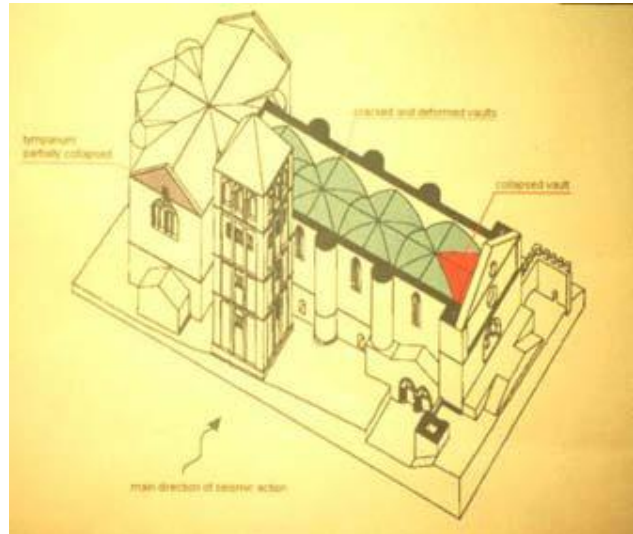 cracked and deformed vaults
tympanum
partially collapsed
collapsed vault
main direction of seismic action